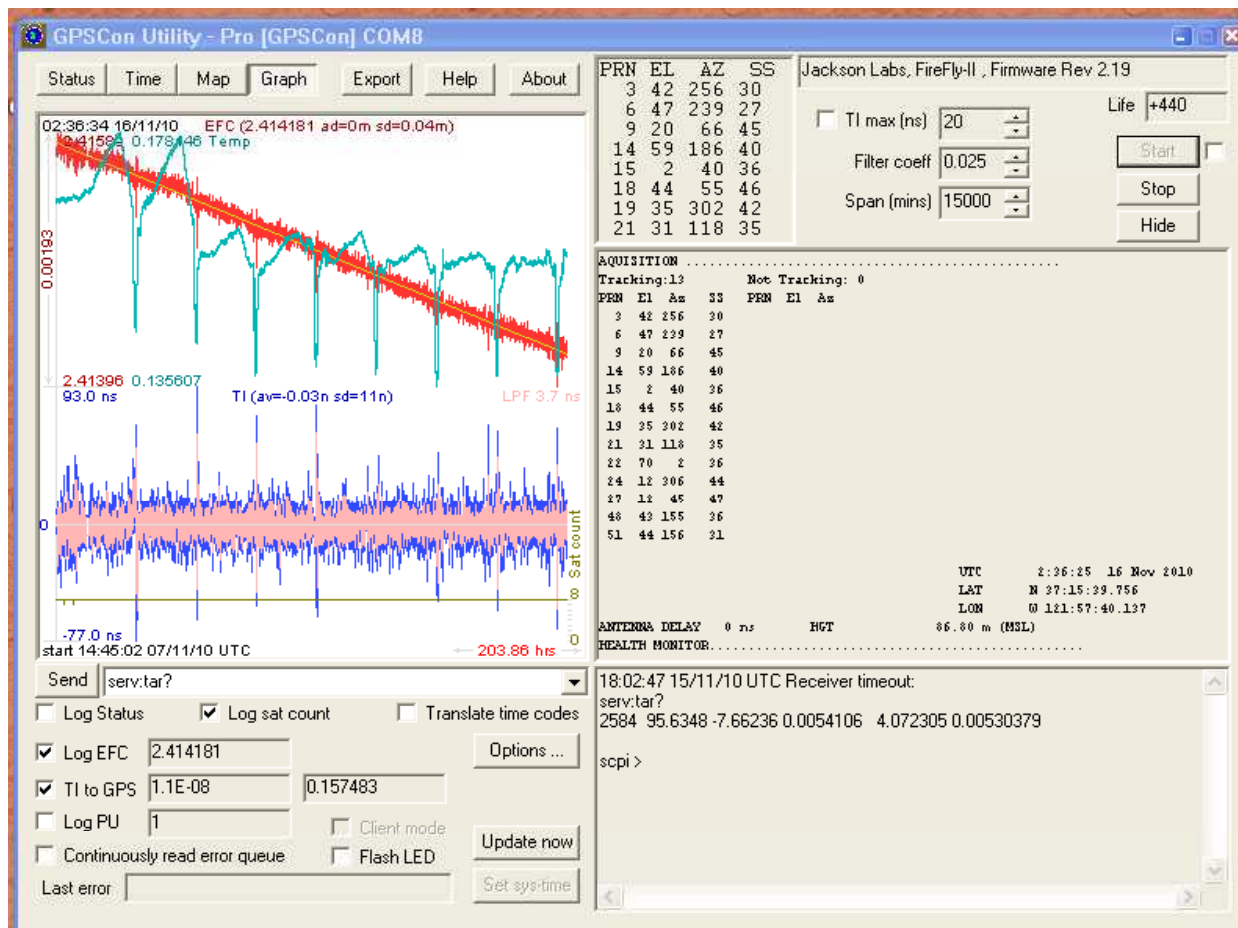 GPSCon Utility - Pro [GPSCon] COM8
Status Time Map Graph Export Help About
02:36:34 16/11/10 EFC (2.414181 ad=0m sd=0.04m)
2.41589 0.178446 Temp
0.00193
2.41396 0.135607
93.0 ns TI (av=-0.03n sd=11n) LPF 3.7 ns
0
Sat count
8
-77.0 ns 0
start 14:45:02 07/11/10 UTC 203.86 hrs
PRN EL AZ SS
3 42 256 30
6 47 239 27
9 20 66 45
14 59 186 40
15 2 40 36
18 44 55 46
19 35 302 42
21 31 118 35
Jackson Labs, FireFly-II , Firmware Rev 2.19
Life +440
TI max (ns) 20
Filter coeff 0.025
Span (mins) 15000
Start
Stop
Hide
AQUISITION ..........................................................
Tracking:13 Not Tracking: 0
PRN El Az SS PRN El Az
3 42 256 30
6 47 239 27
9 20 66 45
14 59 186 40
15 2 40 36
18 44 55 46
19 35 302 42
21 31 118 35
22 70 2 36
24 12 306 44
27 12 45 47
48 43 155 36
51 44 156 31
UTC 2:36:25 16 Nov 2010
LAT N 37:15:39.756
LON W 121:57:40.137
ANTENNA DELAY 0 ns HGT 86.80 m (MSL)
HEALTH MONITOR..........................................................
Send serv:tar?
Log Status Log sat count Translate time codes
Log EFC 2.414181 Options ...
TI to GPS 1.1E-08 0.157483
Log PU 1 Client mode
Update now
Continuously read error queue Flash LED
Last error Set sys-time
18:02:47 15/11/10 UTC Receiver timeout:
serv:tar?
2584 95.6348 -7.66236 0.0054106 4.072305 0.00530379
scpi >